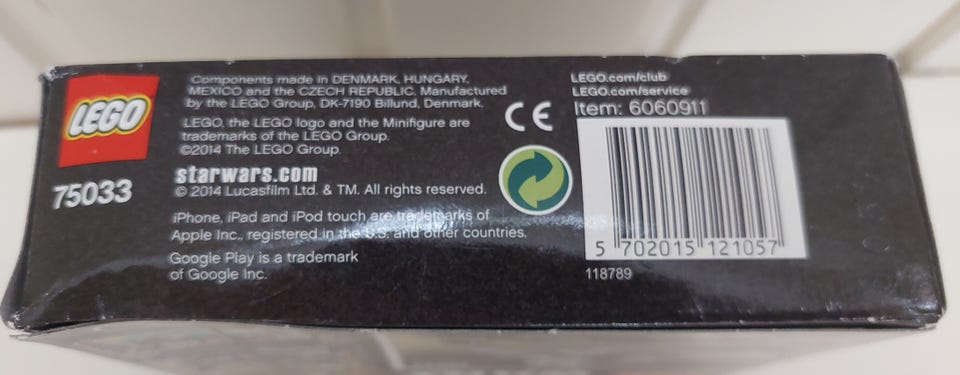 LEGO
75033
Components made in DENMARK, HUNGARY,
MEXICO and the CZECH REPUBLIC. Manufactured
by the LEGO Group, DK-7190 Billund, Denmark.
LEGO, the LEGO logo and the Minifigure are
trademarks of the LEGO Group.
©2014 The LEGO Group.
starwars.com
© 2014 Lucasfilm Ltd. & TM. All rights reserved.
iPhone, iPad and iPod touch are trademarks of
Apple Inc., registered in the U.S. and other countries.
Google Play is a trademark
of Google Inc.
CE
LEGO.com/club
LEGO.com/service
Item: 6060911
5 702015 121057
118789